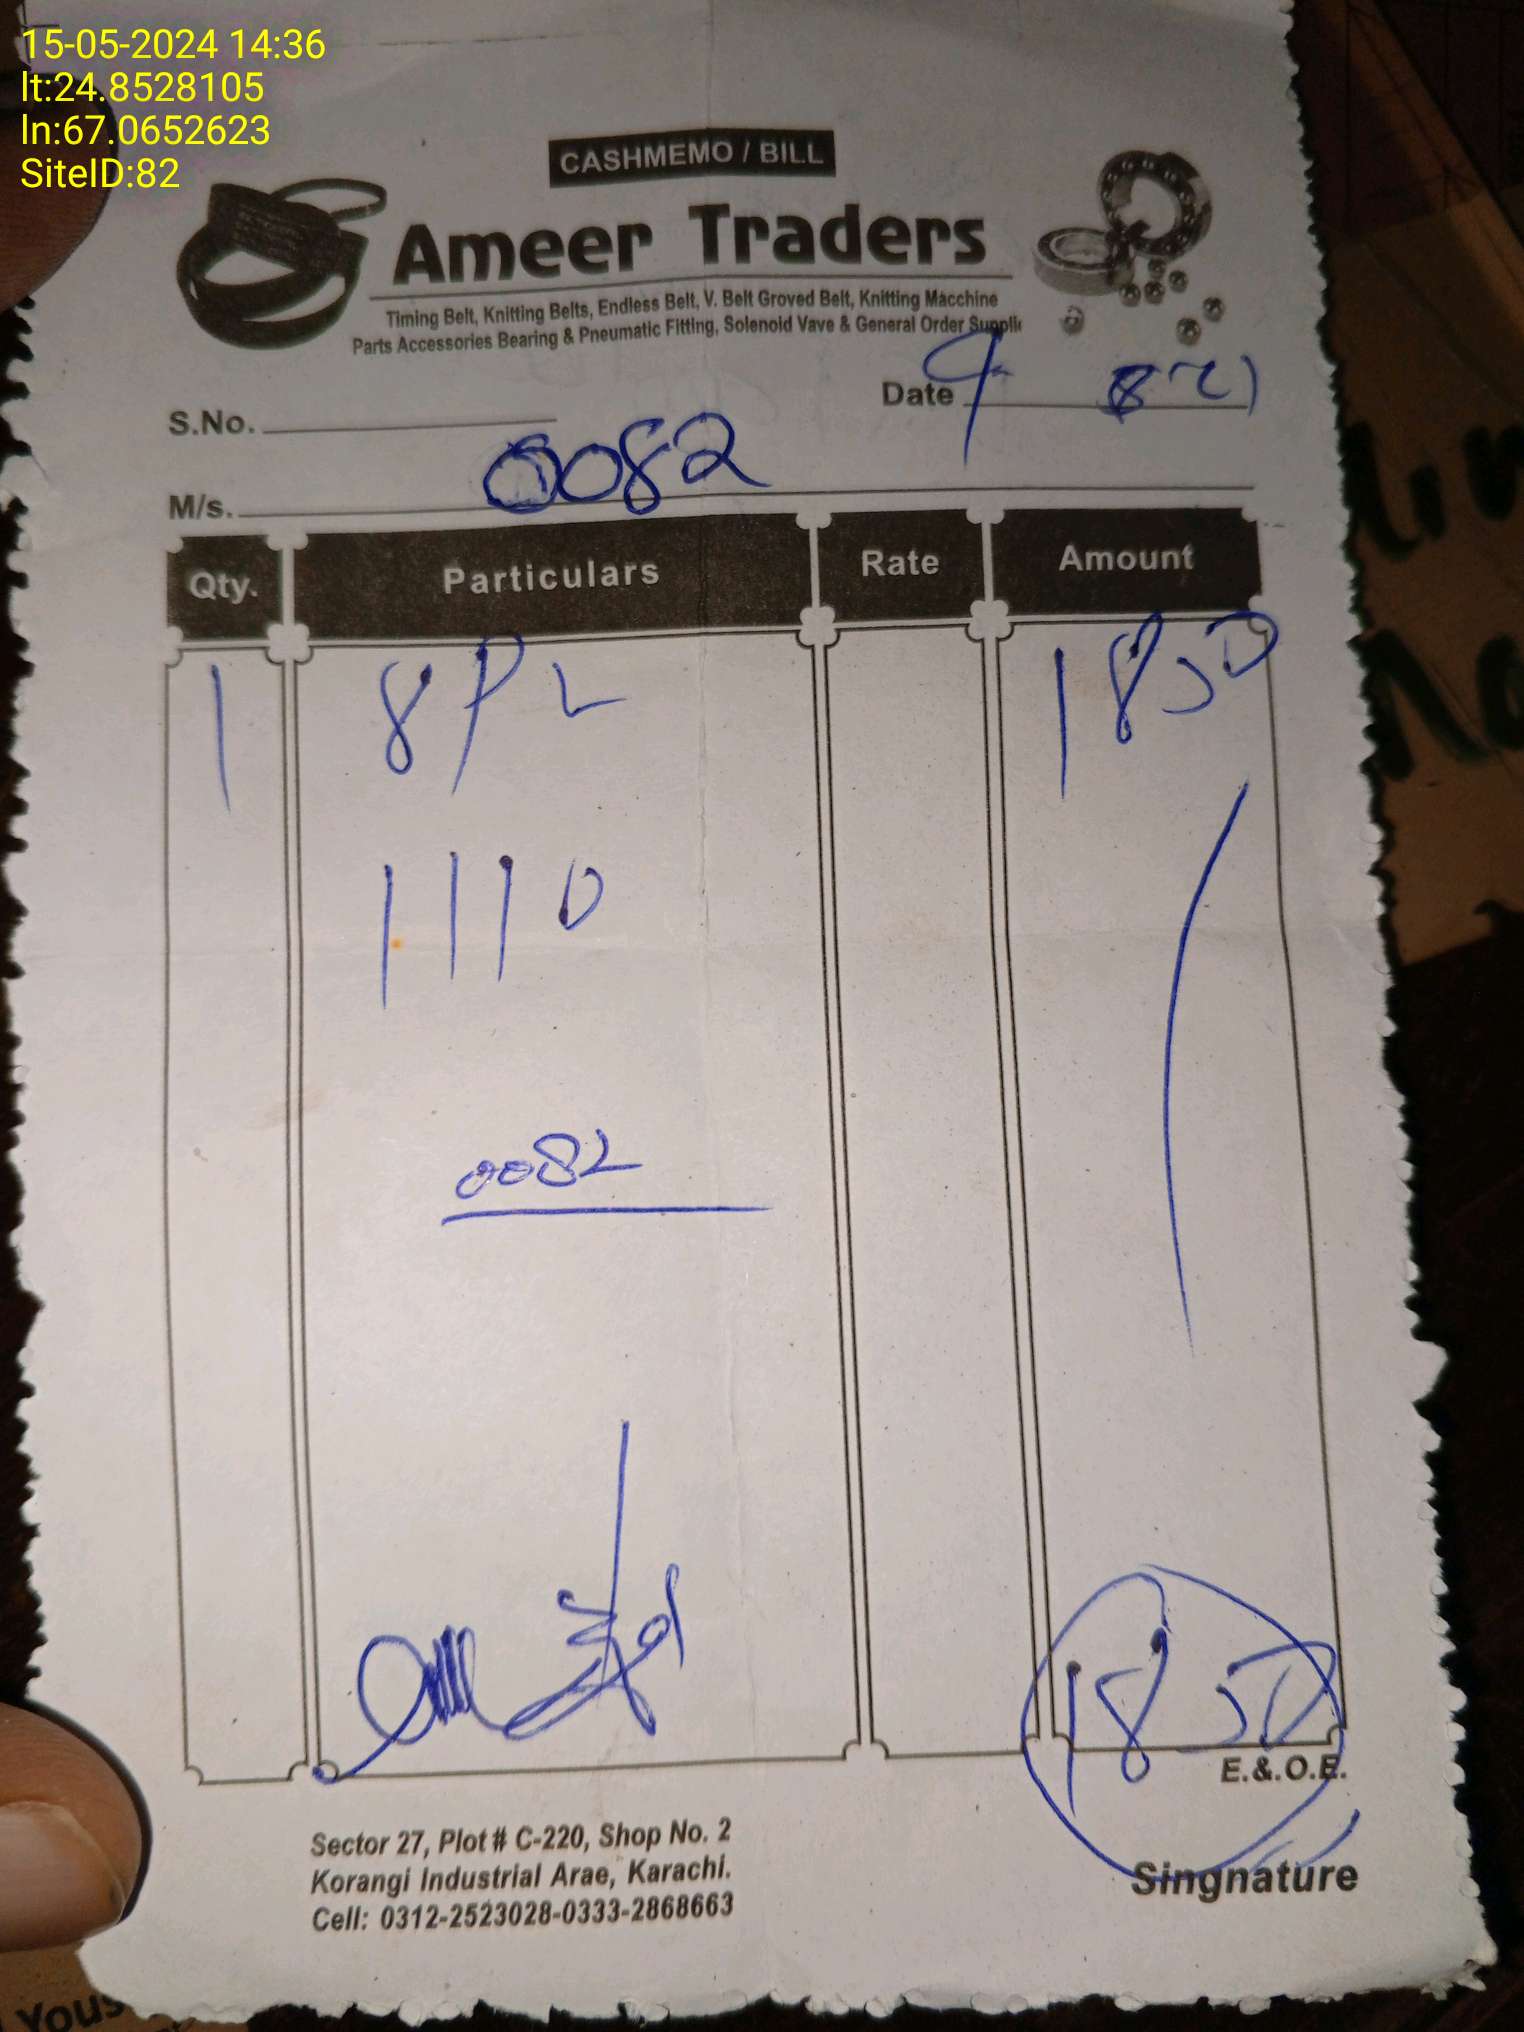 15-05-2024 14:36
lt:24.8528105
ln:67.0652623
SiteID:82
CASHMEMO / BILL
Ameer Traders
Timing Belt, Knitting Belts, Endless Belt, V. Belt Groved Belt, Knitting Macchine
Parts Accessories Bearing & Pneumatic Fitting, Solenoid Vave & General Order Supplie
Date
S.No.
M/s. 0082
Qty. Particulars Rate Amount
1 8PL 1850
1110
0082
1850
E.&.O.E.
Sector 27, Plot # C-220, Shop No. 2
Korangi Industrial Arae, Karachi.
Cell: 0312-2523028-0333-2868663
Singnature